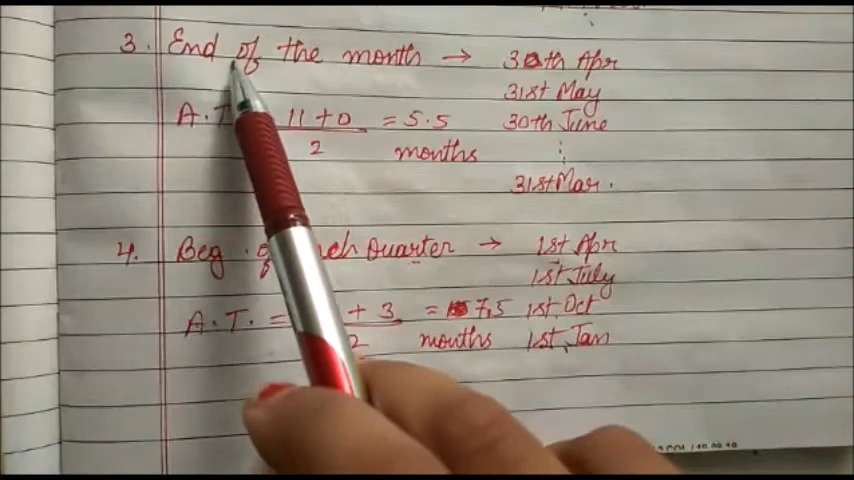 3. End of the month → 30th Apr
31st May
A.T 11 + 0 / 2 = 5.5 months
30th June
⋮
31st Mar.
4. Beg. Quarter → 1st Apr
1st July
A.T. = + 3 / 2 = 7.5 months
1st Oct
1st Jan